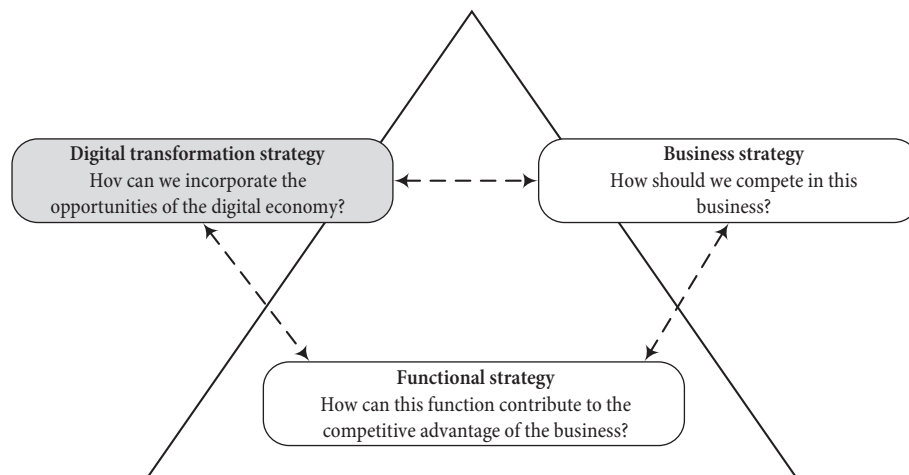 Digital transformation strategy
Hov can we incorporate the
opportunities of the digital economy?
Business strategy
How should we compete in this
business?
Functional strategy
How can this function contribute to the
competitive advantage of the business?